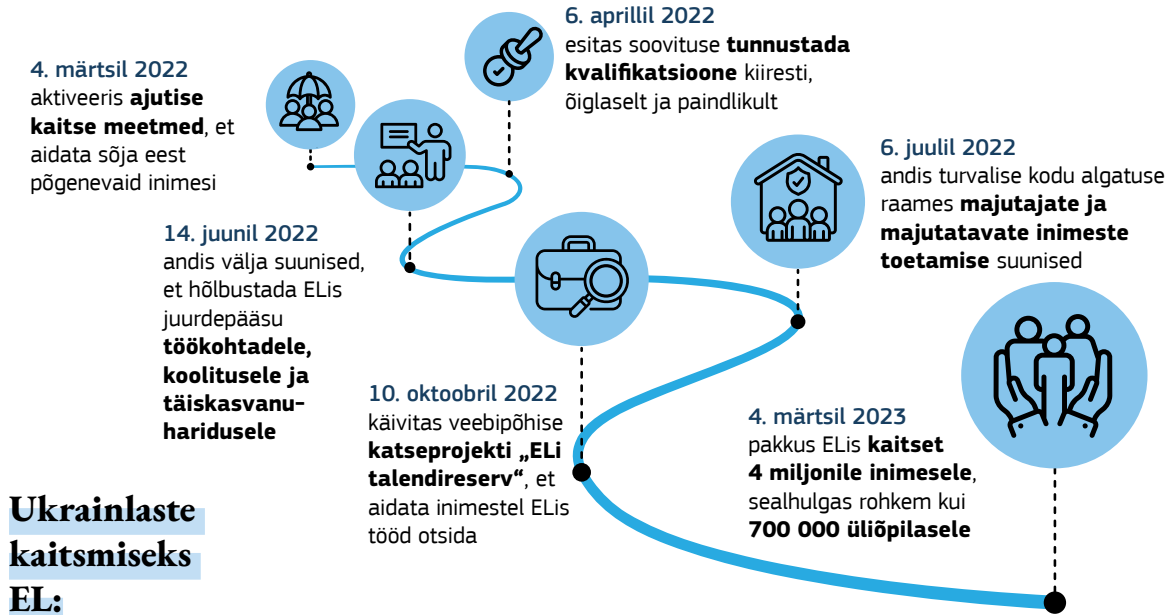 Ukrainlaste
kaitsmiseks
EL:
4. märtsil 2022
aktiveeris ajutise
kaitse meetmed, et
aidata sõja eest
põgenevaid inimesi
6. aprillil 2022
esitas soovituse tunnustada
kvalifikatsioone kiiresti,
õiglaselt ja paindlikult
14. juunil 2022
andis välja suunised,
et hõlbustada ELis
juurdepääsu
töökohtadele,
koolitusele ja
täiskasvanu-
haridusele
6. juulil 2022
andis turvalise kodu algatuse
raames majutajate ja
majutatavate inimeste
toetamise suunised
10. oktoobril 2022
käivitas veebipõhise
katseprojekti „ELi
talendireserv“, et
aidata inimestel ELis
tööd otsida
4. märtsil 2023
pakkus ELis kaitset
4 miljonile inimesele,
sealhulgas rohkem kui
700 000 üliõpilasele